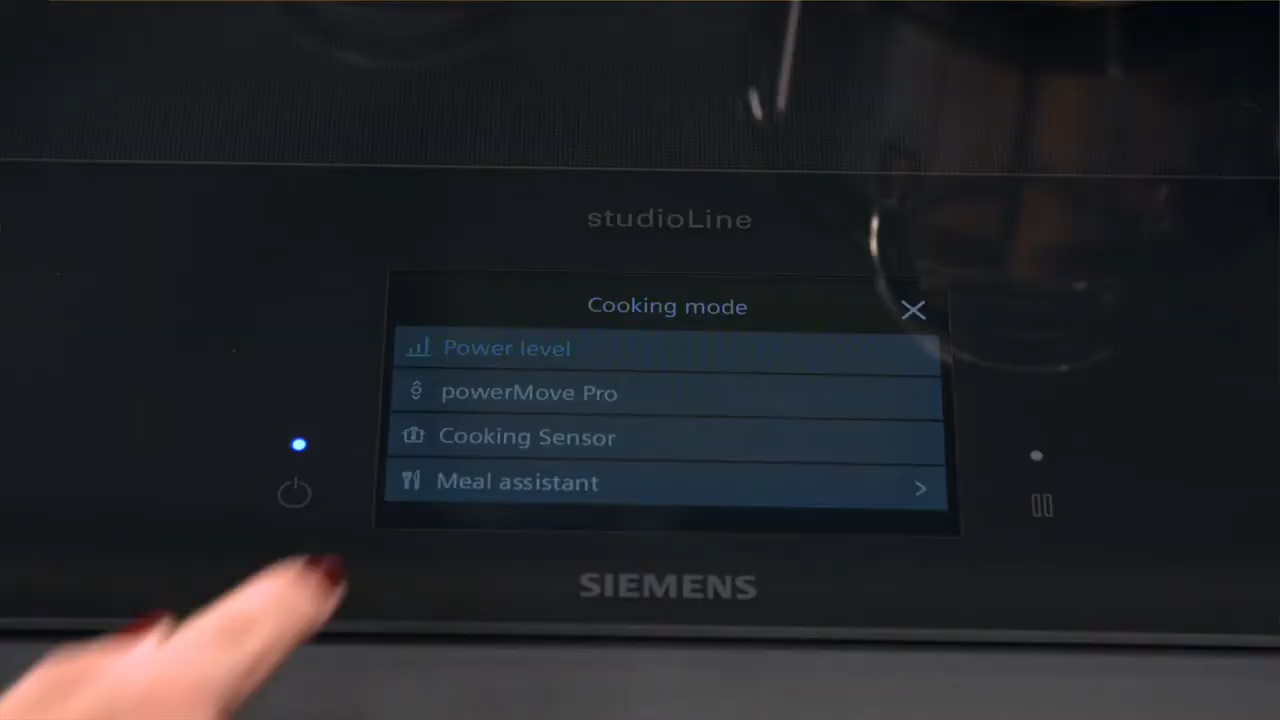 studioLine
Cooking mode
Power level
powerMove Pro
Cooking Sensor
Meal assistant
SIEMENS